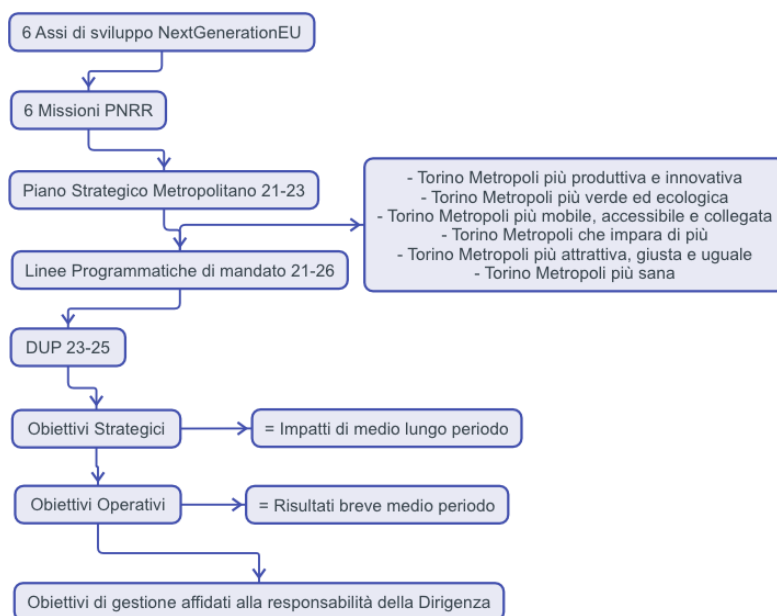 6 Assi di sviluppo NextGenerationEU
6 Missioni PNRR
Piano Strategico Metropolitano 21-23
- Torino Metropoli più produttiva e innovativa
- Torino Metropoli più verde ed ecologica
- Torino Metropoli più mobile, accessibile e collegata
- Torino Metropoli che impara di più
- Torino Metropoli più attrattiva, giusta e uguale
- Torino Metropoli più sana
Linee Programmatiche di mandato 21-26
DUP 23-25
Obiettivi Strategici
= Impatti di medio lungo periodo
Obiettivi Operativi
= Risultati breve medio periodo
Obiettivi di gestione affidati alla responsabilità della Dirigenza